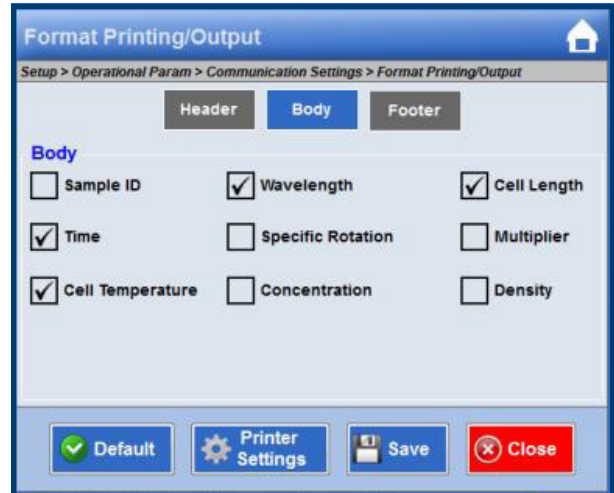 Format Printing/Output
Setup > Operational Param > Communication Settings > Format Printing/Output
Header Body Footer
Body
Sample ID Wavelength Cell Length
Time Specific Rotation Multiplier
Cell Temperature Concentration Density
Default Printer Settings Save Close